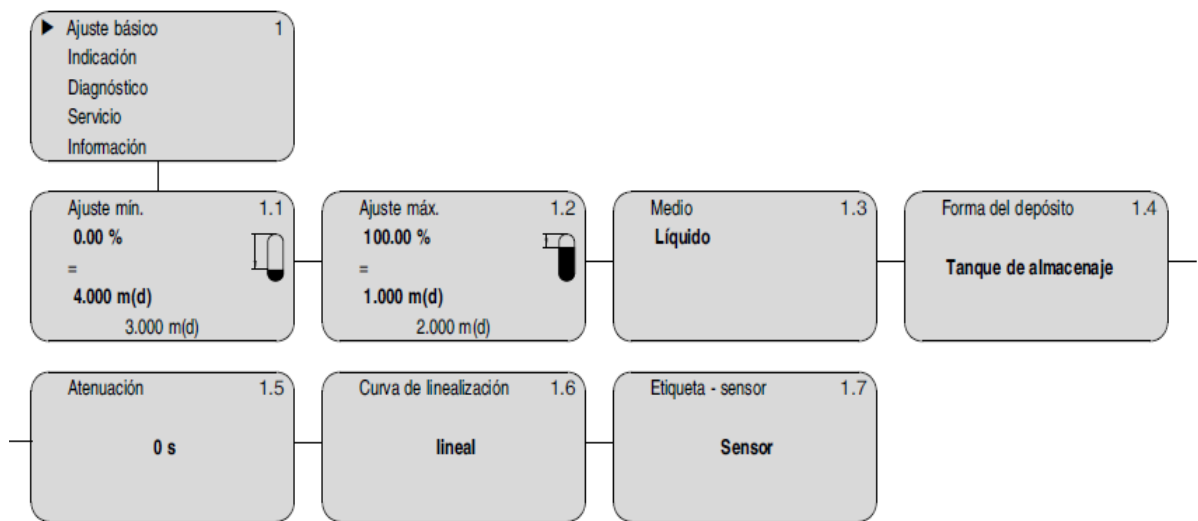 Ajuste básico 1
Indicación
Diagnóstico
Servicio
Información
Ajuste mín. 1.1
0.00 %
=
4.000 m(d)
3.000 m(d)
Ajuste máx. 1.2
100.00 %
=
1.000 m(d)
2.000 m(d)
Medio 1.3
Líquido
Forma del depósito 1.4
Tanque de almacenaje
Atenuación 1.5
0 s
Curva de linealización 1.6
lineal
Etiqueta - sensor 1.7
Sensor